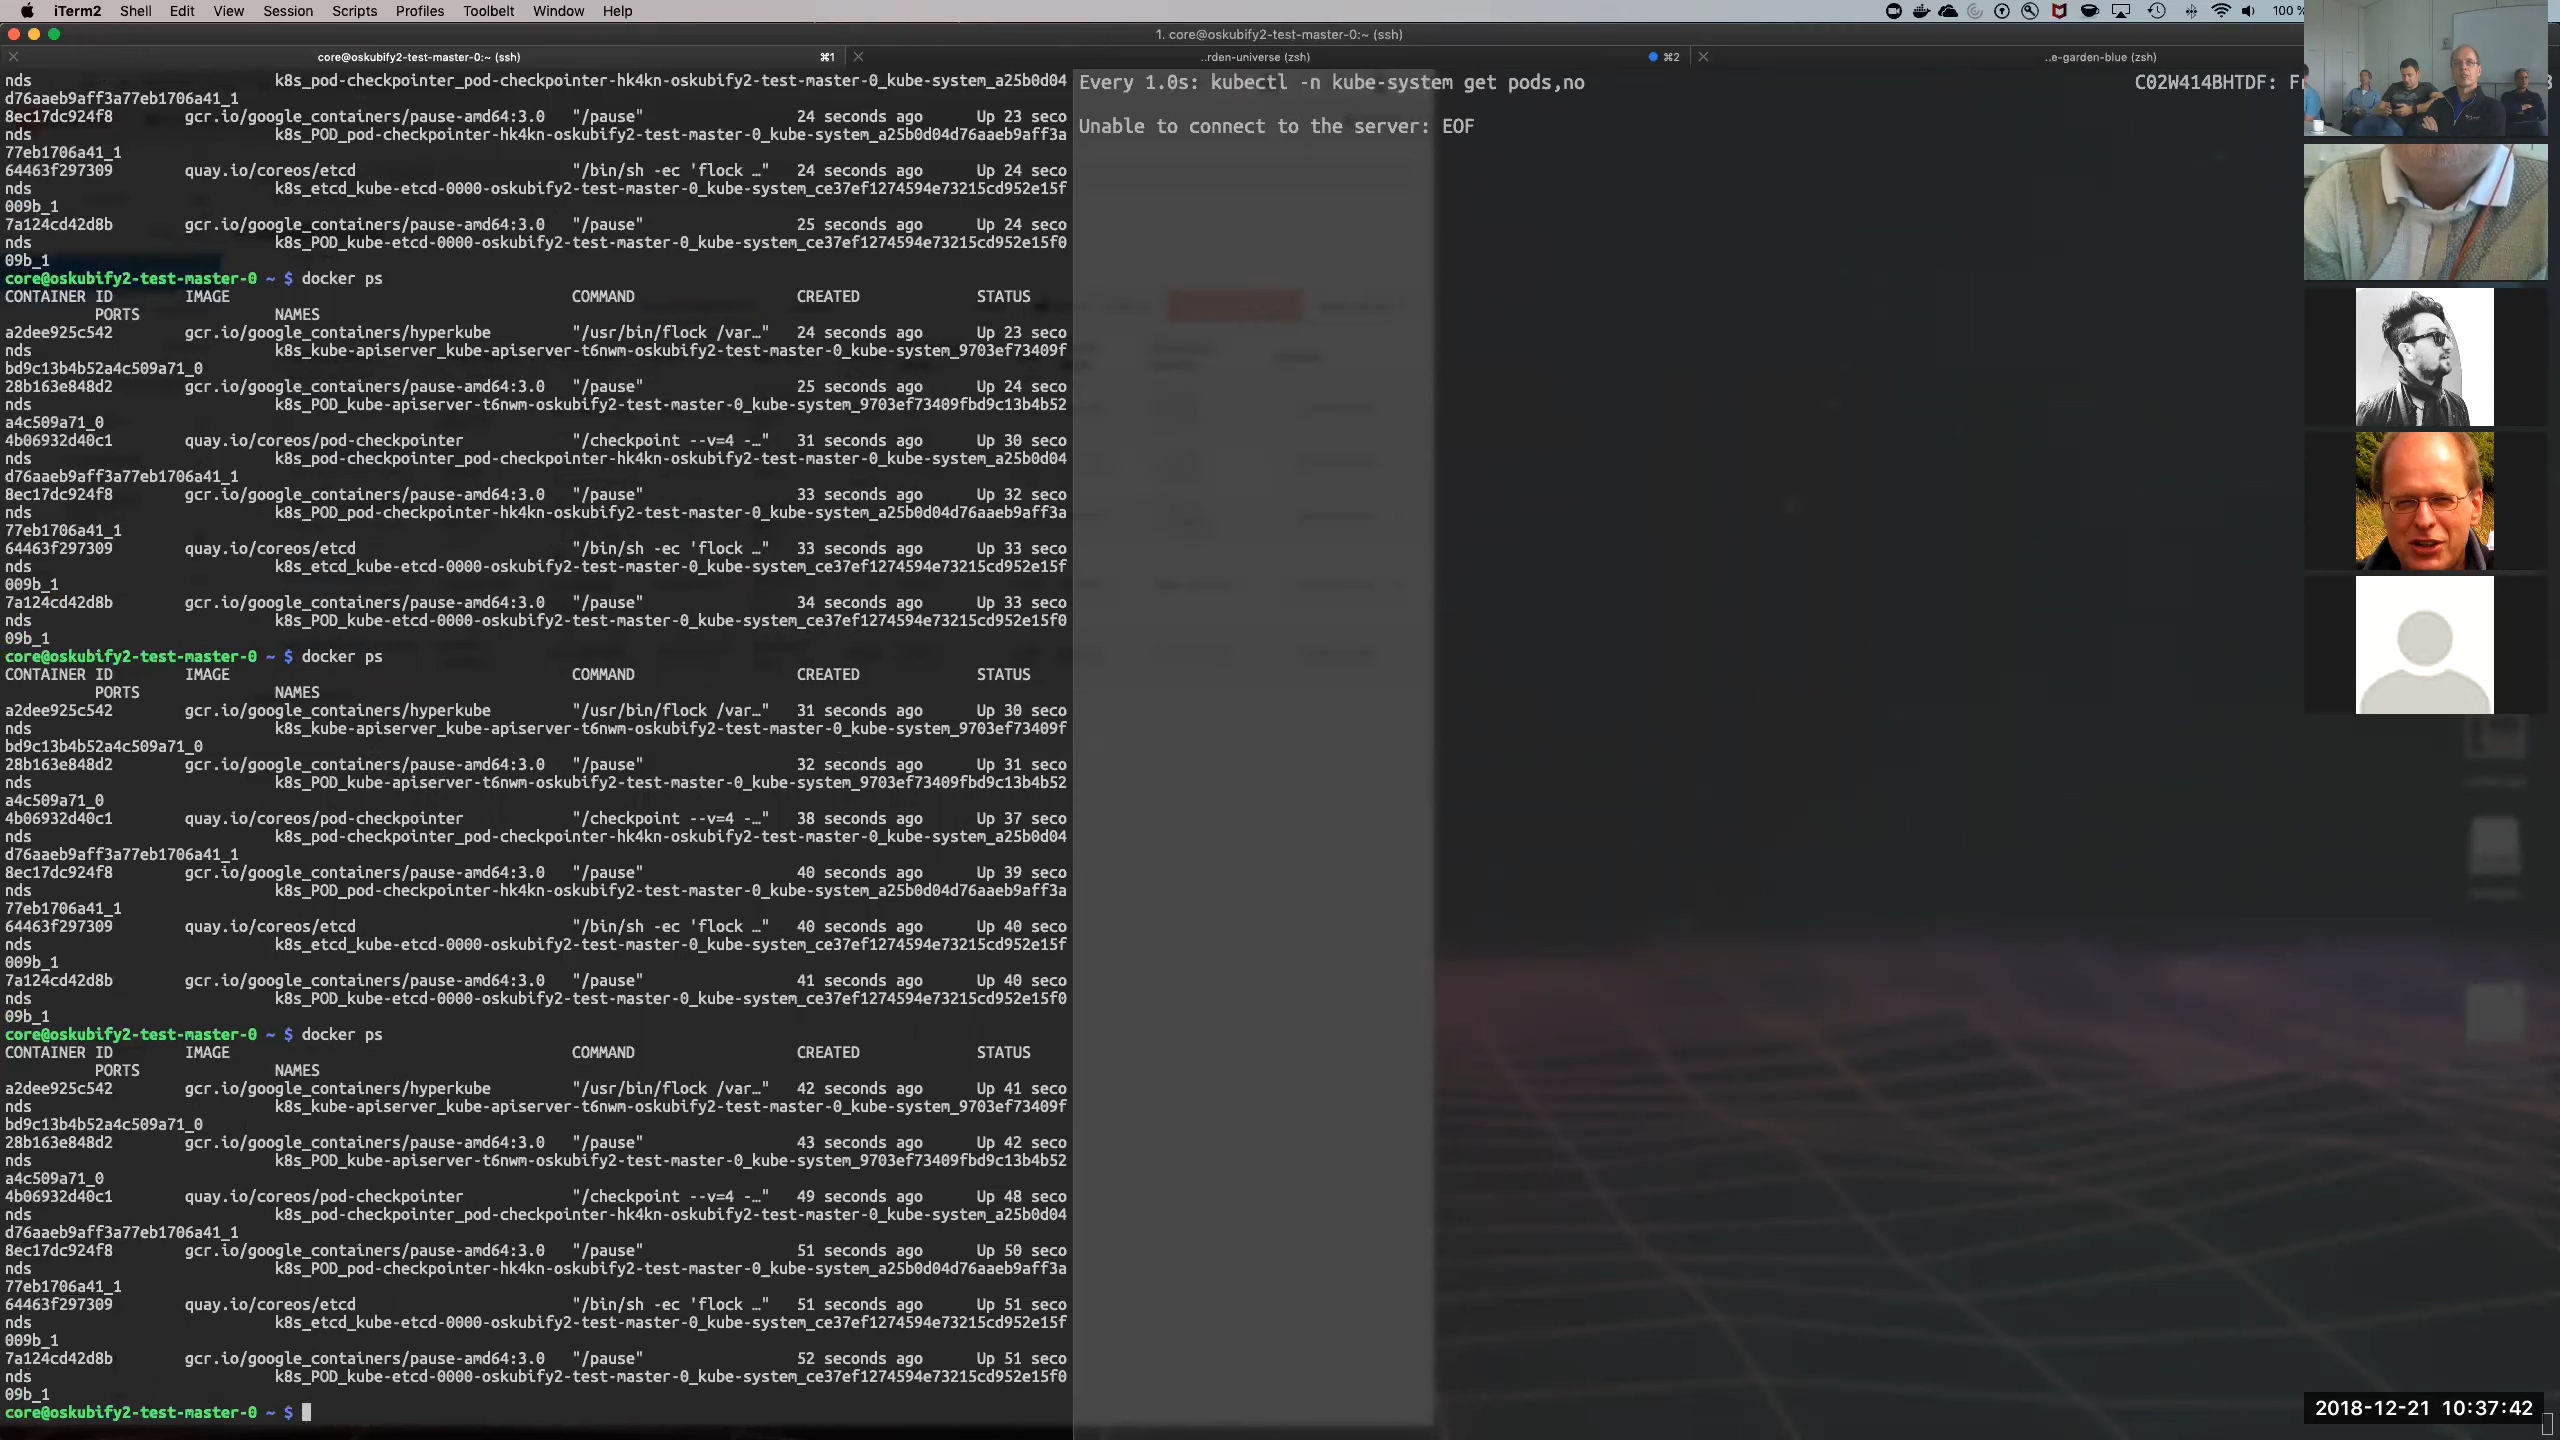 iTerm2 Shell Edit View Session Scripts Profiles Toolbelt Window Help 100 %
1. core@oskubify2-test-master-0:~ (ssh)
core@oskubify2-test-master-0:~ (ssh) ⌘1 ..rden-universe (zsh) ⌘2 ..e-garden-blue (zsh)
nds k8s_pod-checkpointer_pod-checkpointer-hk4kn-oskubify2-test-master-0_kube-system_a25b0d04
d76aaeb9aff3a77eb1706a41_1
8ec17dc924f8 gcr.io/google_containers/pause-amd64:3.0 "/pause" 24 seconds ago Up 23 seco
nds k8s_POD_pod-checkpointer-hk4kn-oskubify2-test-master-0_kube-system_a25b0d04d76aaeb9aff3a
77eb1706a41_1
64463f297309 quay.io/coreos/etcd "/bin/sh -ec 'flock …" 24 seconds ago Up 24 seco
nds k8s_etcd_kube-etcd-0000-oskubify2-test-master-0_kube-system_ce37ef1274594e73215cd952e15f
009b_1
7a124cd42d8b gcr.io/google_containers/pause-amd64:3.0 "/pause" 25 seconds ago Up 24 seco
nds k8s_POD_kube-etcd-0000-oskubify2-test-master-0_kube-system_ce37ef1274594e73215cd952e15f0
09b_1
core@oskubify2-test-master-0 ~ $ docker ps
CONTAINER ID IMAGE COMMAND CREATED STATUS
PORTS NAMES
a2dee925c542 gcr.io/google_containers/hyperkube "/usr/bin/flock /var…" 24 seconds ago Up 23 seco
nds k8s_kube-apiserver_kube-apiserver-t6nwm-oskubify2-test-master-0_kube-system_9703ef73409f
bd9c13b4b52a4c509a71_0
28b163e848d2 gcr.io/google_containers/pause-amd64:3.0 "/pause" 25 seconds ago Up 24 seco
nds k8s_POD_kube-apiserver-t6nwm-oskubify2-test-master-0_kube-system_9703ef73409fbd9c13b4b52
a4c509a71_0
4b06932d40c1 quay.io/coreos/pod-checkpointer "/checkpoint --v=4 -…" 31 seconds ago Up 30 seco
nds k8s_pod-checkpointer_pod-checkpointer-hk4kn-oskubify2-test-master-0_kube-system_a25b0d04
d76aaeb9aff3a77eb1706a41_1
8ec17dc924f8 gcr.io/google_containers/pause-amd64:3.0 "/pause" 33 seconds ago Up 32 seco
nds k8s_POD_pod-checkpointer-hk4kn-oskubify2-test-master-0_kube-system_a25b0d04d76aaeb9aff3a
77eb1706a41_1
64463f297309 quay.io/coreos/etcd "/bin/sh -ec 'flock …" 33 seconds ago Up 33 seco
nds k8s_etcd_kube-etcd-0000-oskubify2-test-master-0_kube-system_ce37ef1274594e73215cd952e15f
009b_1
7a124cd42d8b gcr.io/google_containers/pause-amd64:3.0 "/pause" 34 seconds ago Up 33 seco
nds k8s_POD_kube-etcd-0000-oskubify2-test-master-0_kube-system_ce37ef1274594e73215cd952e15f0
09b_1
core@oskubify2-test-master-0 ~ $ docker ps
CONTAINER ID IMAGE COMMAND CREATED STATUS
PORTS NAMES
a2dee925c542 gcr.io/google_containers/hyperkube "/usr/bin/flock /var…" 31 seconds ago Up 30 seco
nds k8s_kube-apiserver_kube-apiserver-t6nwm-oskubify2-test-master-0_kube-system_9703ef73409f
bd9c13b4b52a4c509a71_0
28b163e848d2 gcr.io/google_containers/pause-amd64:3.0 "/pause" 32 seconds ago Up 31 seco
nds k8s_POD_kube-apiserver-t6nwm-oskubify2-test-master-0_kube-system_9703ef73409fbd9c13b4b52
a4c509a71_0
4b06932d40c1 quay.io/coreos/pod-checkpointer "/checkpoint --v=4 -…" 38 seconds ago Up 37 seco
nds k8s_pod-checkpointer_pod-checkpointer-hk4kn-oskubify2-test-master-0_kube-system_a25b0d04
d76aaeb9aff3a77eb1706a41_1
8ec17dc924f8 gcr.io/google_containers/pause-amd64:3.0 "/pause" 40 seconds ago Up 39 seco
nds k8s_POD_pod-checkpointer-hk4kn-oskubify2-test-master-0_kube-system_a25b0d04d76aaeb9aff3a
77eb1706a41_1
64463f297309 quay.io/coreos/etcd "/bin/sh -ec 'flock …" 40 seconds ago Up 40 seco
nds k8s_etcd_kube-etcd-0000-oskubify2-test-master-0_kube-system_ce37ef1274594e73215cd952e15f
009b_1
7a124cd42d8b gcr.io/google_containers/pause-amd64:3.0 "/pause" 41 seconds ago Up 40 seco
nds k8s_POD_kube-etcd-0000-oskubify2-test-master-0_kube-system_ce37ef1274594e73215cd952e15f0
09b_1
core@oskubify2-test-master-0 ~ $ docker ps
CONTAINER ID IMAGE COMMAND CREATED STATUS
PORTS NAMES
a2dee925c542 gcr.io/google_containers/hyperkube "/usr/bin/flock /var…" 42 seconds ago Up 41 seco
nds k8s_kube-apiserver_kube-apiserver-t6nwm-oskubify2-test-master-0_kube-system_9703ef73409f
bd9c13b4b52a4c509a71_0
28b163e848d2 gcr.io/google_containers/pause-amd64:3.0 "/pause" 43 seconds ago Up 42 seco
nds k8s_POD_kube-apiserver-t6nwm-oskubify2-test-master-0_kube-system_9703ef73409fbd9c13b4b52
a4c509a71_0
4b06932d40c1 quay.io/coreos/pod-checkpointer "/checkpoint --v=4 -…" 49 seconds ago Up 48 seco
nds k8s_pod-checkpointer_pod-checkpointer-hk4kn-oskubify2-test-master-0_kube-system_a25b0d04
d76aaeb9aff3a77eb1706a41_1
8ec17dc924f8 gcr.io/google_containers/pause-amd64:3.0 "/pause" 51 seconds ago Up 50 seco
nds k8s_POD_pod-checkpointer-hk4kn-oskubify2-test-master-0_kube-system_a25b0d04d76aaeb9aff3a
77eb1706a41_1
64463f297309 quay.io/coreos/etcd "/bin/sh -ec 'flock …" 51 seconds ago Up 51 seco
nds k8s_etcd_kube-etcd-0000-oskubify2-test-master-0_kube-system_ce37ef1274594e73215cd952e15f
009b_1
7a124cd42d8b gcr.io/google_containers/pause-amd64:3.0 "/pause" 52 seconds ago Up 51 seco
nds k8s_POD_kube-etcd-0000-oskubify2-test-master-0_kube-system_ce37ef1274594e73215cd952e15f0
09b_1
core@oskubify2-test-master-0 ~ $
Every 1.0s: kubectl -n kube-system get pods,no C02W414BHTDF:
Unable to connect to the server: EOF
2018-12-21 10:37:42